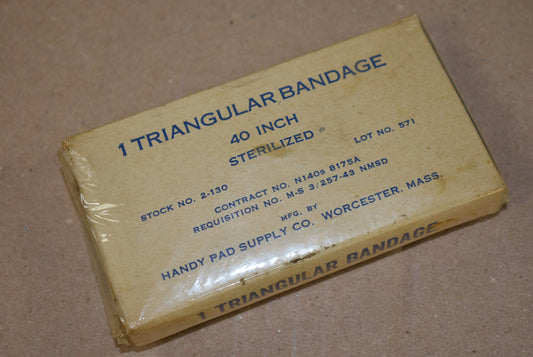 1 TRIANGULAR BANDAGE
40 INCH
STERILIZED
STOCK NO. 2-130
LOT NO. 571
CONTRACT NO. N140s 8175A
REQUISITION NO. M-S 3/257-43 NMSD
MFG. BY
HANDY PAD SUPPLY CO. WORCESTER, MASS.
1 TRIANGULAR BANDAGE